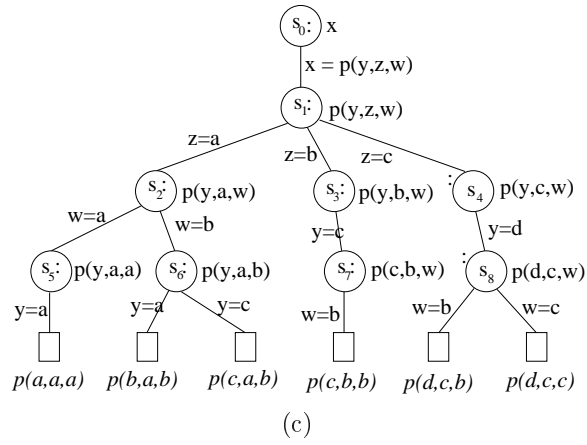 s0: x
x = p(y,z,w)
s1: p(y,z,w)
z=a z=b z=c
s2: p(y,a,w) s3: p(y,b,w) : s4 p(y,c,w)
w=a w=b y=c y=d
s5: p(y,a,a) s6: p(y,a,b) s7: p(c,b,w) : s8 p(d,c,w)
y=a y=a y=c w=b w=b w=c
p(a,a,a) p(b,a,b) p(c,a,b) p(c,b,b) p(d,c,b) p(d,c,c)
(c)